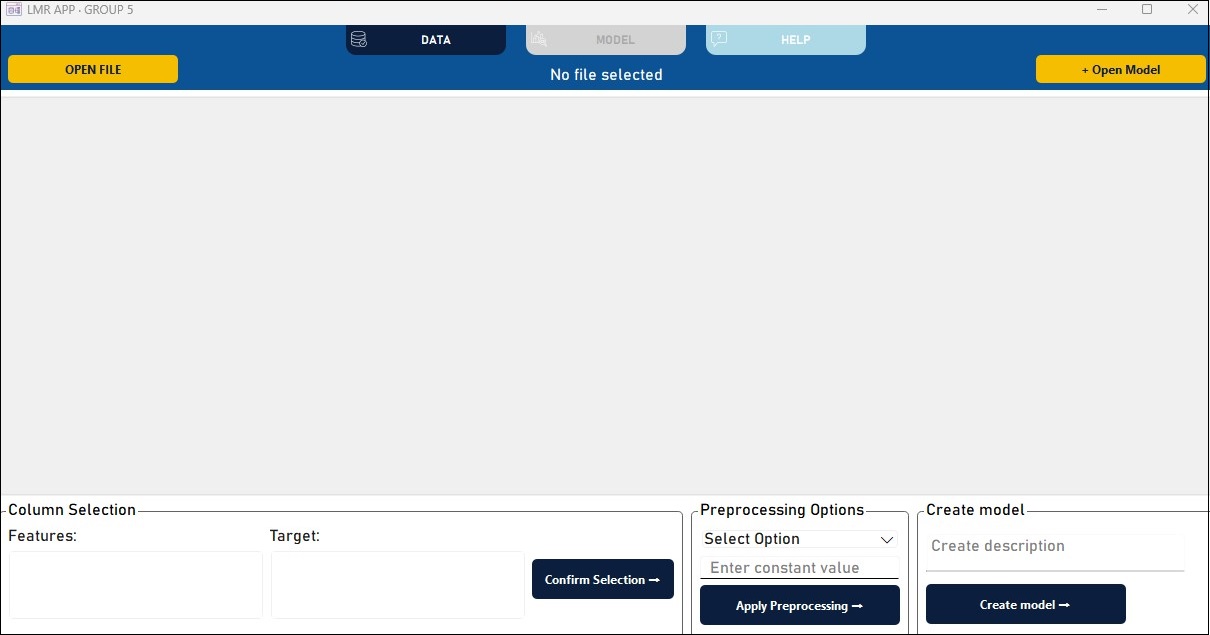 LMR APP · GROUP 5
DATA
MODEL
HELP
OPEN FILE
No file selected
+ Open Model
Column Selection
Features:
Target:
Confirm Selection →
Preprocessing Options
Select Option
Enter constant value
Apply Preprocessing →
Create model
Create description
Create model →